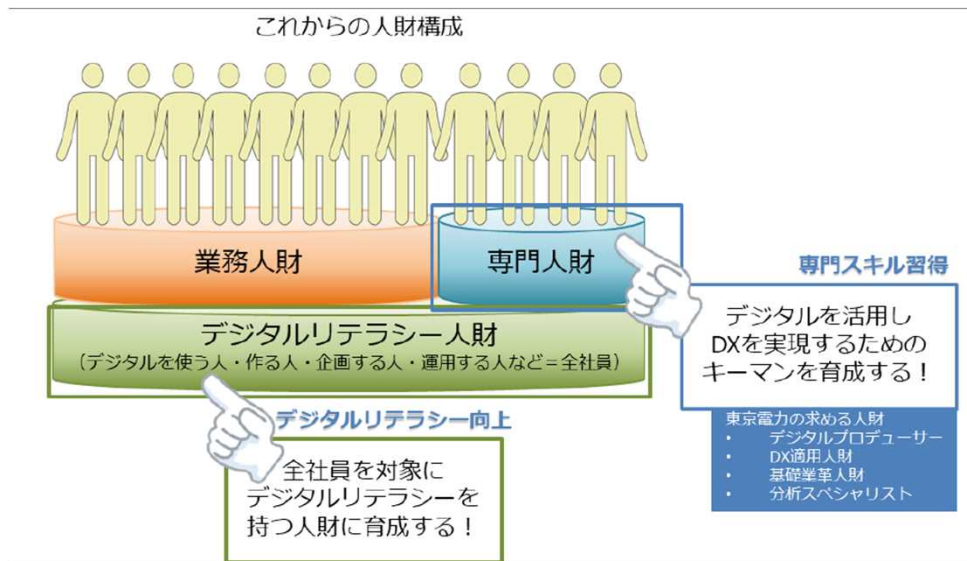 これからの人財構成
業務人財
専門人財
デジタルリテラシー人財
（デジタルを使う人・作る人・企画する人・運用する人など＝全社員）
専門スキル習得
デジタルを活用し
DXを実現するための
キーマンを育成する！
東京電力の求める人財
• デジタルプロデューサー
• DX適用人財
• 基礎業革人財
• 分析スペシャリスト
デジタルリテラシー向上
全社員を対象に
デジタルリテラシーを
持つ人財に育成する！